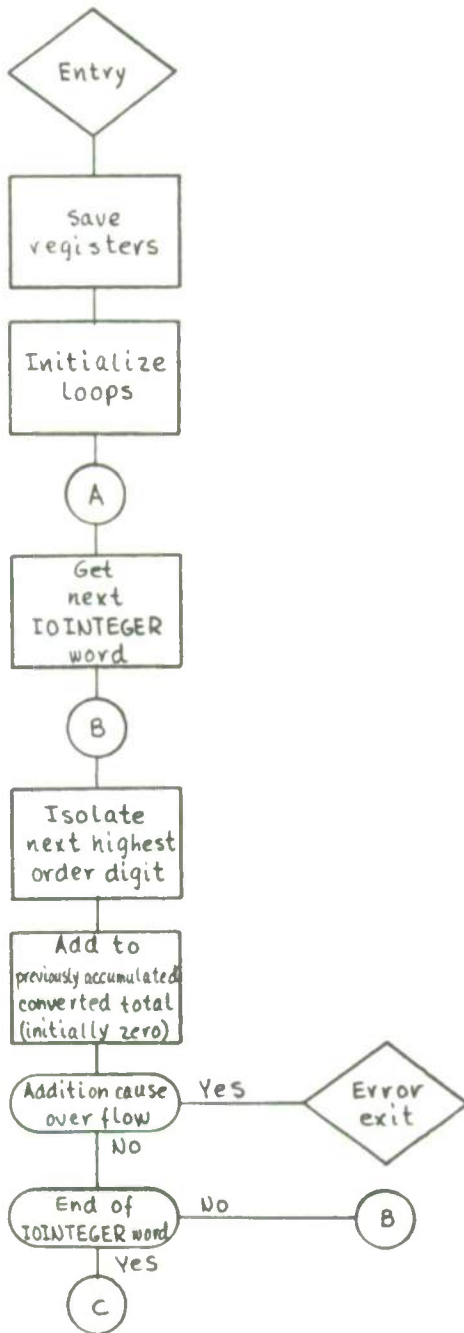 Entry
Save
registers
Initialize
Loops
A
Get
next
IOINTEGER
word
B
Isolate
next highest
order digit
Add to
previously accumulated
converted total
(initially zero)
Addition cause
over flow
Yes
Error
exit
No
End of
IOINTEGER word
No
B
Yes
C